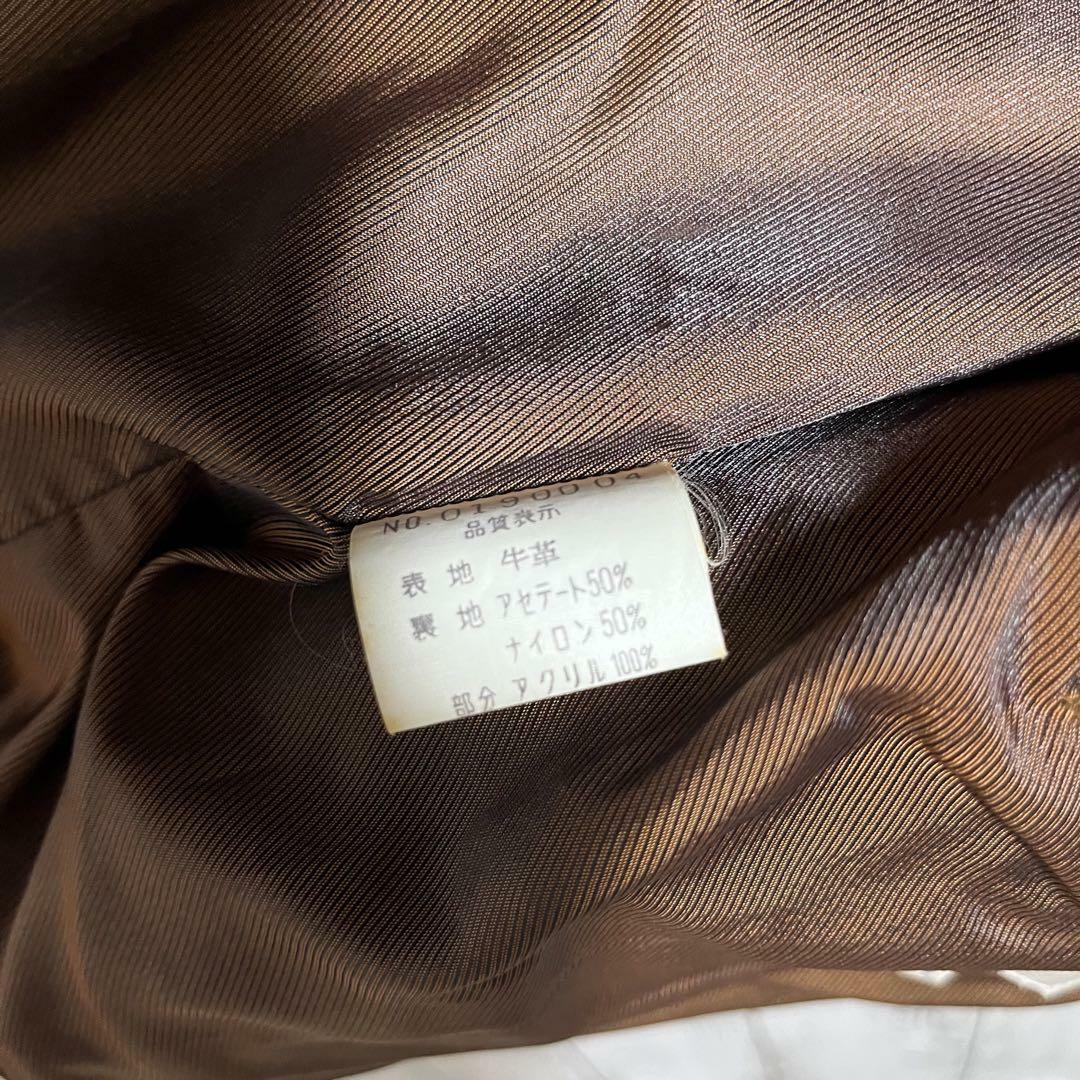 NO.0190004
品質表示
表地 牛革
裏地 アセテート50%
ナイロン50%
部分 アクリル100%